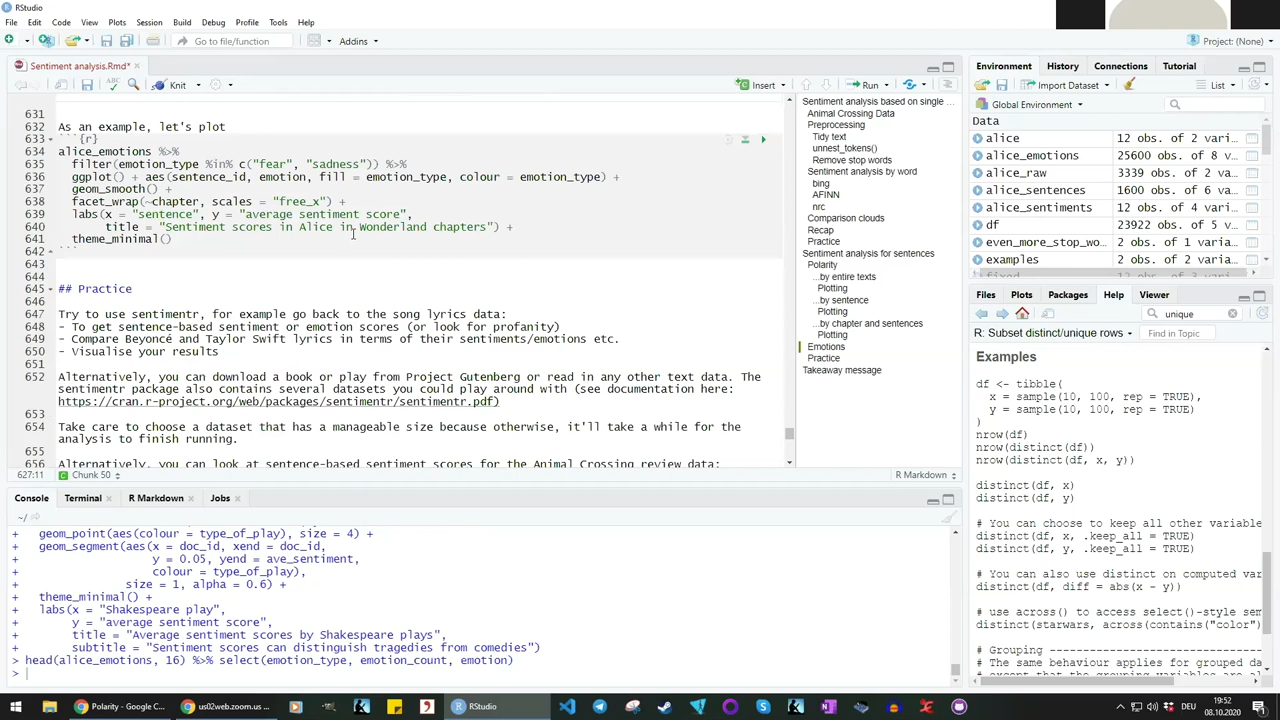 RStudio
File Edit Code View Plots Session Build Debug Profile Tools Help
Go to file/function Addins Project: (None)
Sentiment analysis.Rmd*
Knit Insert Run
631
632 As an example, let's plot
633 ```{r}
634 alice_emotions %>%
635 filter(emotion_type %in% c("fear", "sadness")) %>%
636 ggplot() + aes(sentence_id, emotion, fill = emotion_type, colour = emotion_type) +
637 geom_smooth() +
638 facet_wrap(~chapter, scales = "free_x") +
639 labs(x = "sentence", y = "average sentiment score",
640 title = "Sentiment scores in Alice in Wonderland chapters") +
641 theme_minimal()
642 ```
643
644
645 ## Practice
646
647 Try to use sentimentr, for example go back to the song lyrics data:
648 - To get sentence-based sentiment or emotion scores (or look for profanity)
649 - Compare Beyoncé and Taylor Swift lyrics in terms of their sentiments/emotions etc.
650 - Visualise your results
651
652 Alternatively, you can download a book or play from Project Gutenberg or read in any other text data. The
sentimentr package also contains several datasets you could play around with (see documentation here:
https://cran.r-project.org/web/packages/sentimentr/sentimentr.pdf)
653
654 Take care to choose a dataset that has a manageable size because otherwise, it'll take a while for the
analysis to finish running.
655
656 Alternatively, you can look at sentence-based sentiment scores for the Animal Crossing review data:
627:11 Chunk 50 R Markdown
Sentiment analysis based on single ...
Animal Crossing Data
Preprocessing
Tidy text
unnest_tokens()
Remove stop words
Sentiment analysis by word
bing
AFINN
nrc
Comparison clouds
Recap
Practice
Sentiment analysis for sentences
Polarity
...by entire texts
Plotting
...by sentence
Plotting
...by chapter and sentences
Plotting
Emotions
Practice
Takeaway message
Console Terminal R Markdown Jobs
~/
+ geom_point(aes(colour = type_of_play), size = 4) +
+ geom_segment(aes(x = doc_id, xend = doc_id,
+ y = 0.05, yend = ave_sentiment,
+ colour = type_of_play),
+ size = 1, alpha = 0.6) +
+ theme_minimal() +
+ labs(x = "Shakespeare play",
+ y = "average sentiment score",
+ title = "Average sentiment scores by Shakespeare plays",
+ subtitle = "Sentiment scores can distinguish tragedies from comedies")
> head(alice_emotions, 16) %>% select(emotion_type, emotion_count, emotion)
>
Environment History Connections Tutorial
Import Dataset List
Global Environment
Data
alice 12 obs. of 2 vari…
alice_emotions 25600 obs. of 8 v…
alice_raw 3339 obs. of 2 va…
alice_sentences 1600 obs. of 6 va…
alice_sentiments 12 obs. of 4 vari…
df 23922 obs. of 5 v…
even_more_stop_wo… 2 obs. of 1 varia…
examples 2 obs. of 2 varia…
Files Plots Packages Help Viewer
unique
R: Subset distinct/unique rows Find in Topic
Examples
df <- tibble(
x = sample(10, 100, rep = TRUE),
y = sample(10, 100, rep = TRUE)
)
nrow(df)
nrow(distinct(df))
nrow(distinct(df, x, y))
distinct(df, x)
distinct(df, y)
# You can choose to keep all other variable
distinct(df, x, .keep_all = TRUE)
distinct(df, y, .keep_all = TRUE)
# You can also use distinct on computed var
distinct(df, diff = abs(x - y))
# use across() to access select()-style sem
distinct(starwars, across(contains("color")
# Grouping
# The same behaviour applies for grouped da
Polarity - Google C... us02web.zoom.us ... RStudio DEU 19:52
08.10.2020